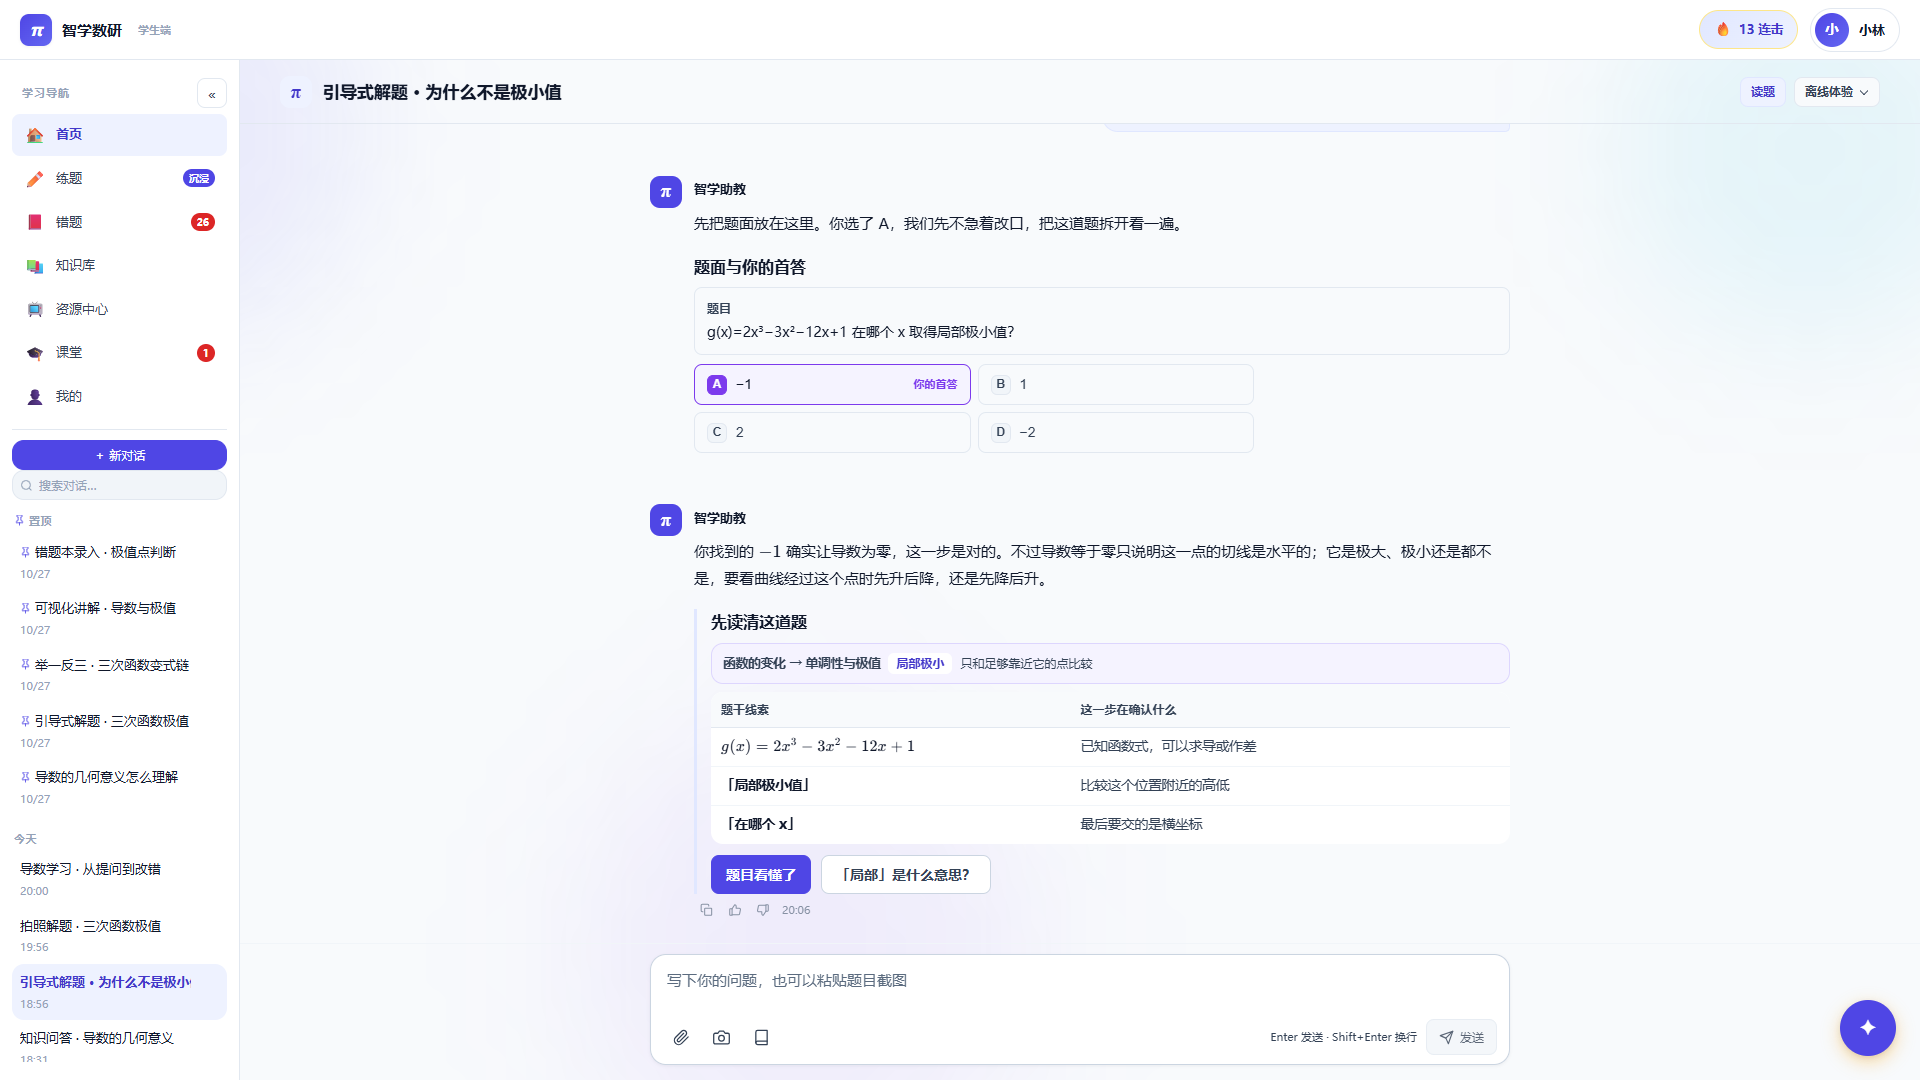 π 智学数研 学生端
13 连击
小 小林
学习导航 «
首页
练题 沉浸
错题 26
知识库
资源中心
课堂 1
我的
+ 新对话
搜索对话...
置顶
错题本录入 · 极值点判断
10/27
可视化讲解 · 导数与极值
10/27
举一反三 · 三次函数变式链
10/27
引导式解题 · 三次函数极值
10/27
导数的几何意义怎么理解
10/27
今天
导数学习 · 从提问到改错
20:00
拍照解题 · 三次函数极值
19:56
引导式解题 • 为什么不是极小
18:56
知识问答 · 导数的几何意义
18:31
π 引导式解题 • 为什么不是极小值
读题 离线体验
π 智学助教
先把题面放在这里。你选了 A，我们先不急着改口，把这道题拆开看一遍。
题面与你的首答
题目
g(x)=2x³−3x²−12x+1 在哪个 x 取得局部极小值？
A −1 你的首答
B 1
C 2
D −2
π 智学助教
你找到的 −1 确实让导数为零，这一步是对的。不过导数等于零只说明这一点的切线是水平的；它是极大、极小还是都不
是，要看曲线经过这个点时先升后降，还是先降后升。
先读清这道题
函数的变化 → 单调性与极值 局部极小 只和足够靠近它的点比较
题干线索 这一步在确认什么
g(x) = 2x³ − 3x² − 12x + 1 已知函数式，可以求导或作差
「局部极小值」 比较这个位置附近的高低
「在哪个 x」 最后要交的是横坐标
题目看懂了 「局部」是什么意思？
20:06
写下你的问题，也可以粘贴题目截图
Enter 发送 · Shift+Enter 换行 发送